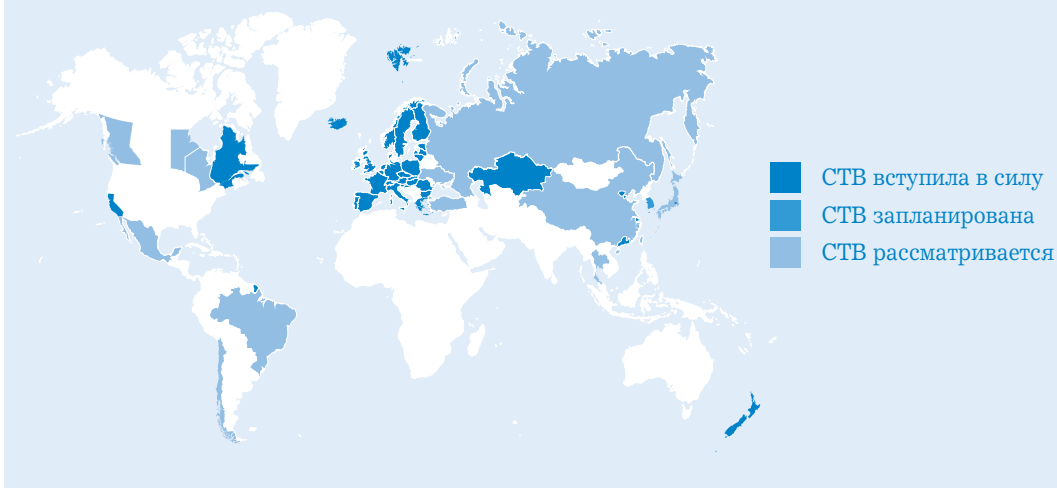 СТВ вступила в силу
СТВ запланирована
СТВ рассматривается